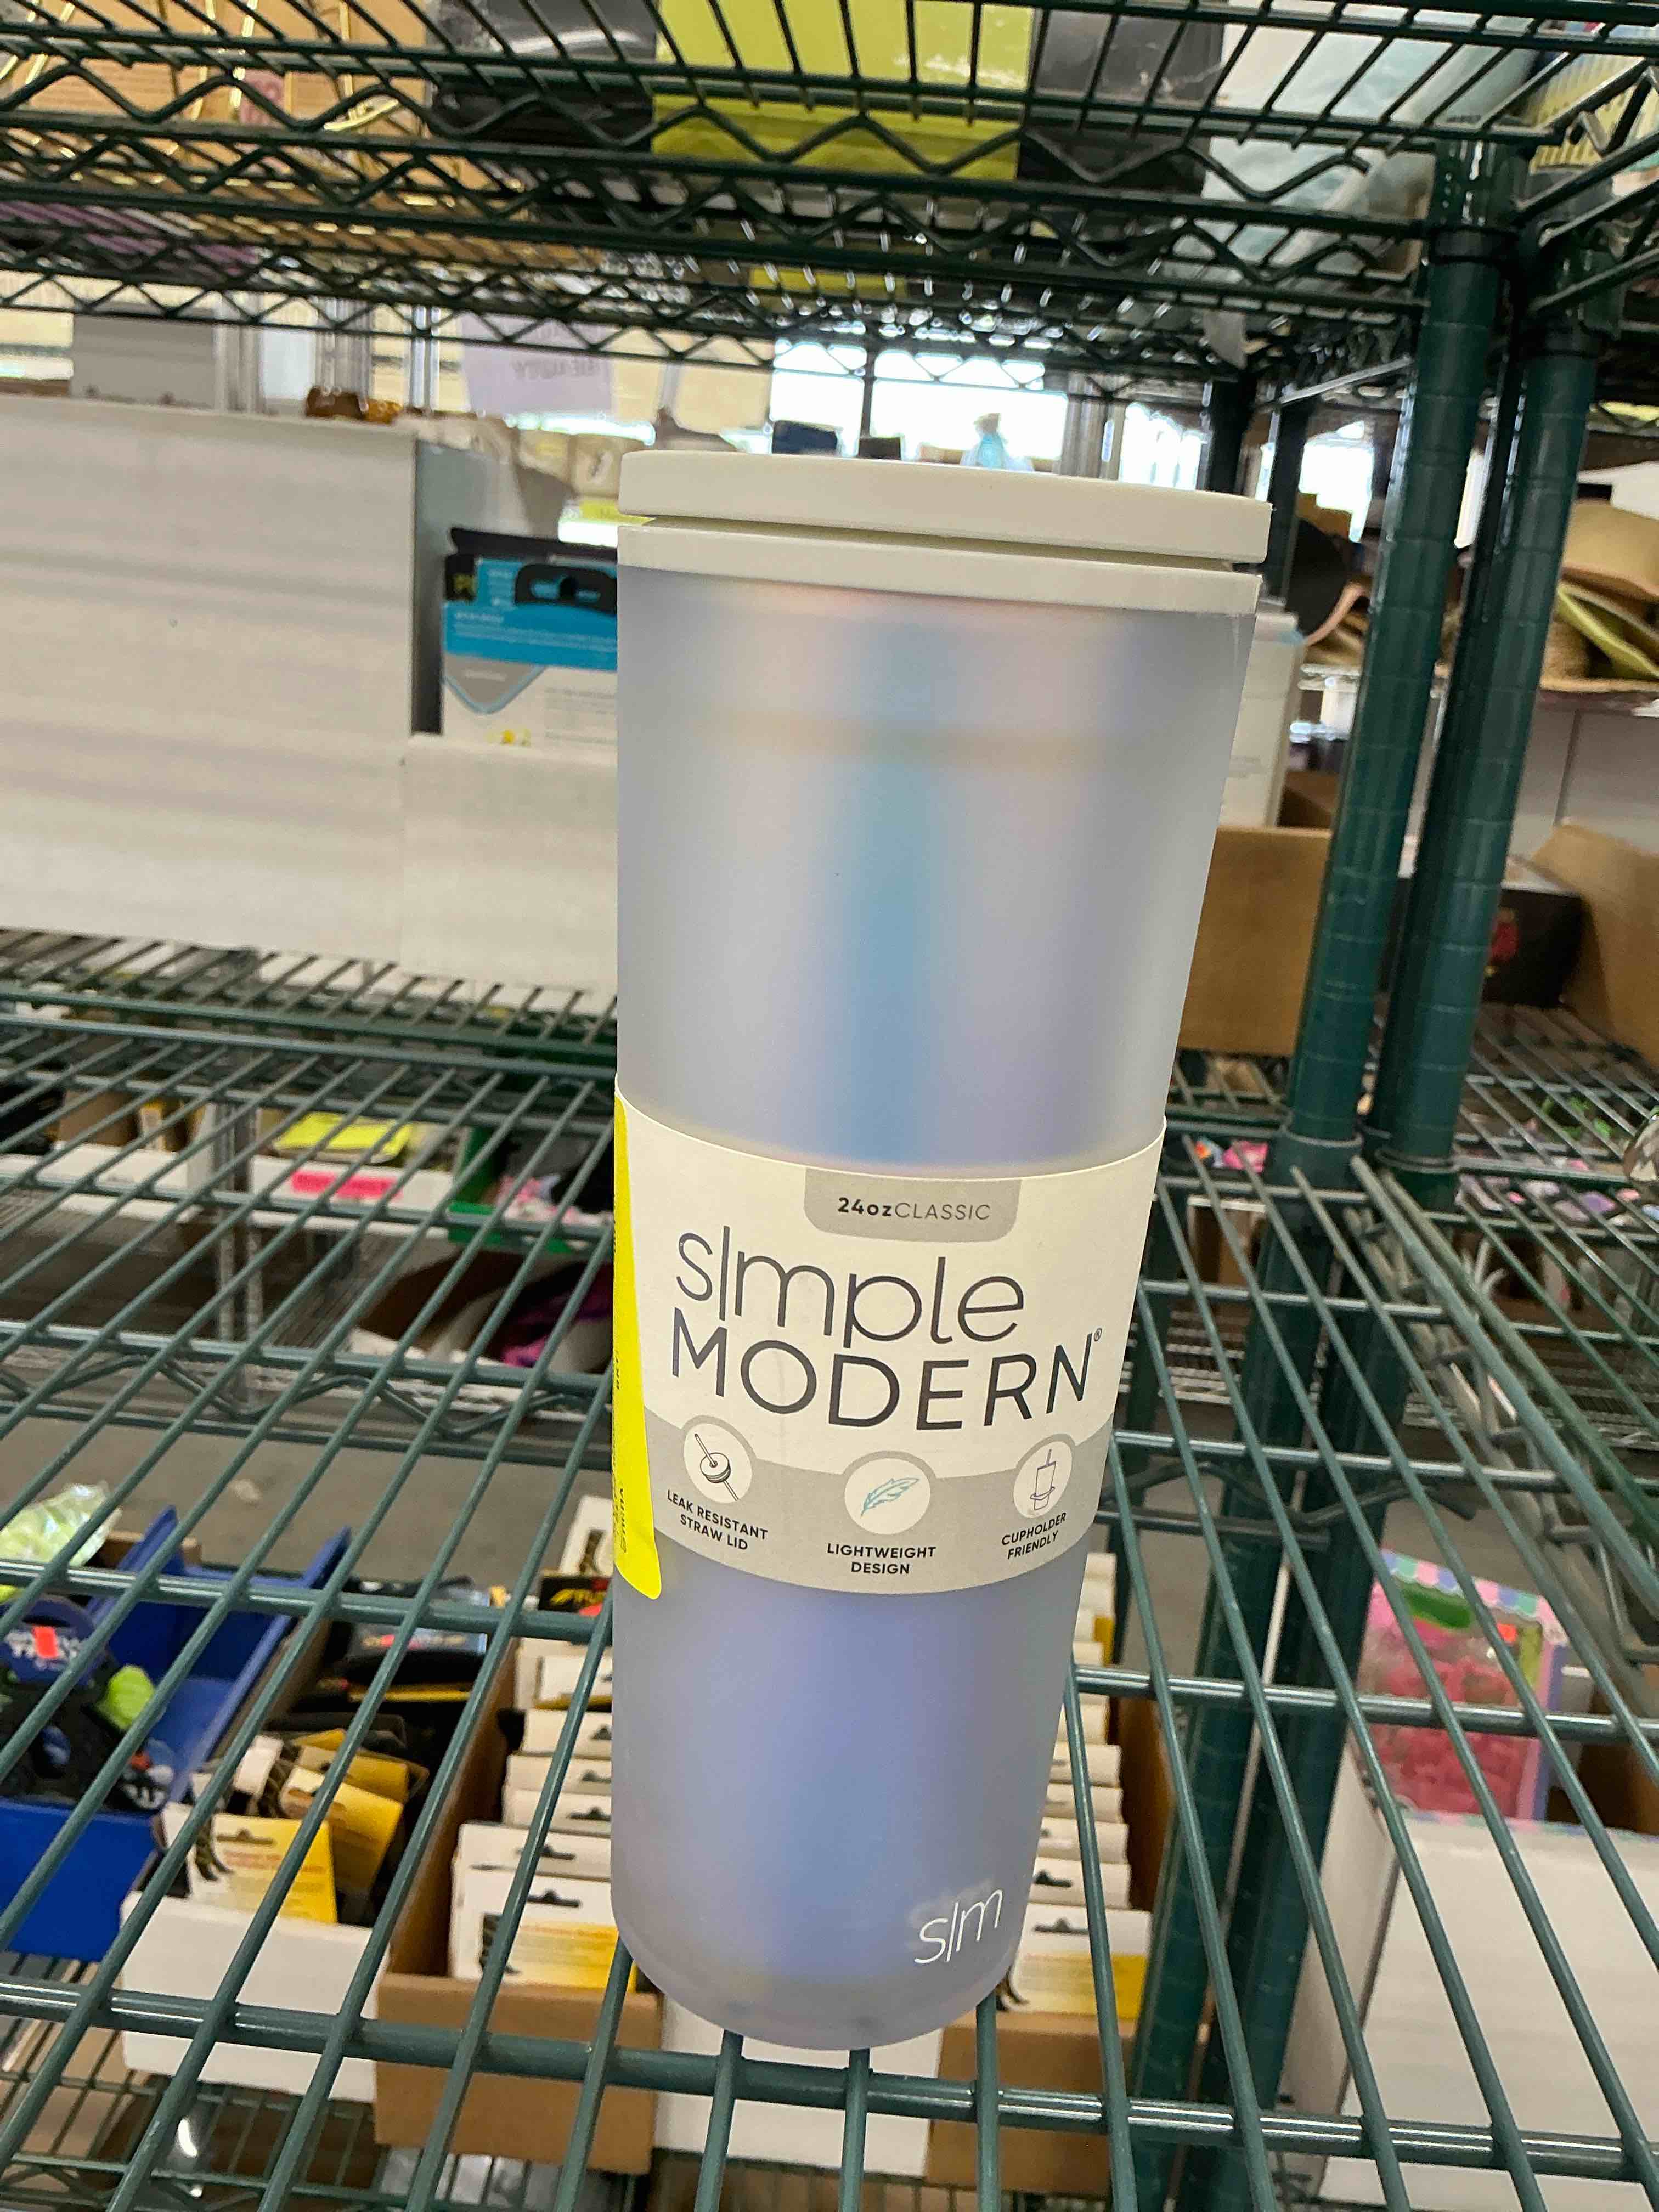 24oz CLASSIC
simple
MODERN®
LEAK RESISTANT
STRAW LID
LIGHTWEIGHT
DESIGN
CUPHOLDER
FRIENDLY
s|m